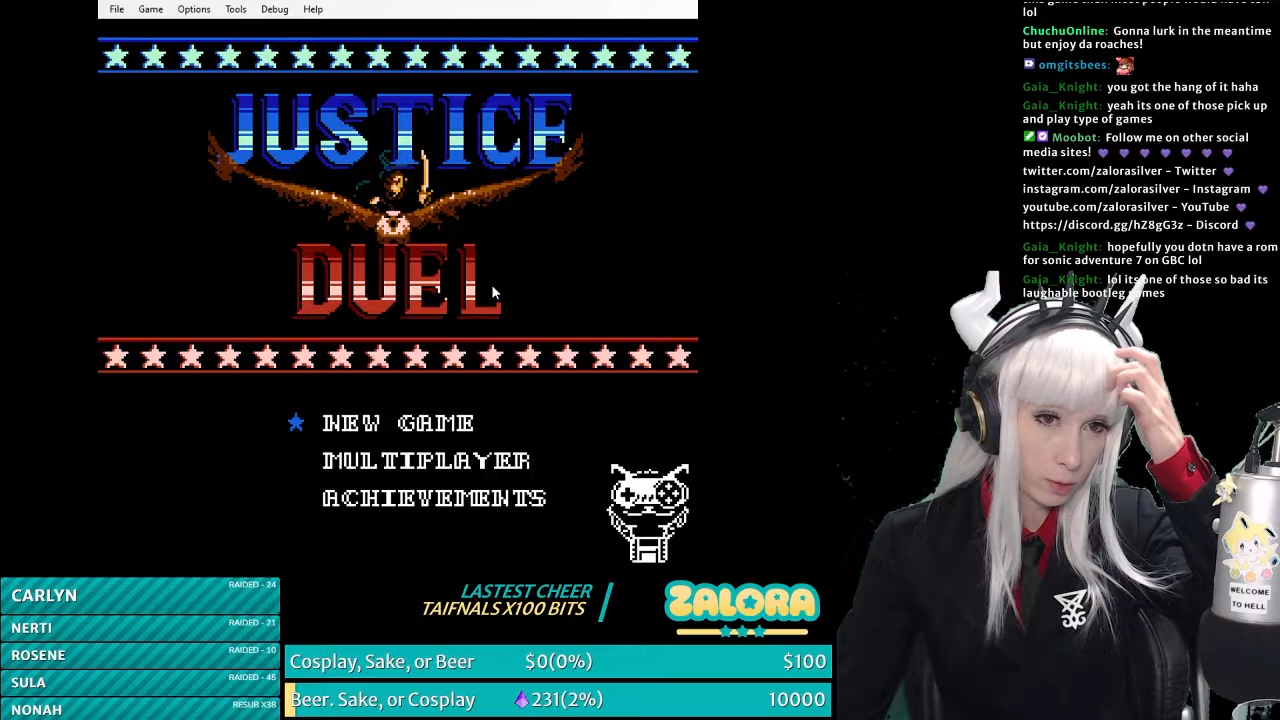 File Game Options Tools Debug Help
JUSTICE
DUEL
NEW GAME
MULTIPLAYER
ACHIEVEMENTS
lol
ChuchuOnline: Gonna lurk in the meantime
but enjoy da roaches!
omgitsbees:
Gaia_Knight: you got the hang of it haha
Gaia_Knight: yeah its one of those pick up
and play type of games
Moobot: Follow me on other social
media sites!
twitter.com/zalorasilver - Twitter
instagram.com/zalorasilver - Instagram
youtube.com/zalorasilver - YouTube
https://discord.gg/hZ8gG3z - Discord
Gaia_Knight: hopefully you dotn have a rom
for sonic adventure 7 on GBC lol
Gaia_Knight: lol its one of those so bad its
laughable bootleg games
WELCOME
TO HELL
CARLYN RAIDED - 24
NERTI RAIDED - 21
ROSENE RAIDED - 10
SULA RAIDED - 45
NONAH RESUB X38
LASTEST CHEER
TAIFNALS X100 BITS
ZALORA
Cosplay, Sake, or Beer $0(0%) $100
Beer. Sake, or Cosplay 231(2%) 10000